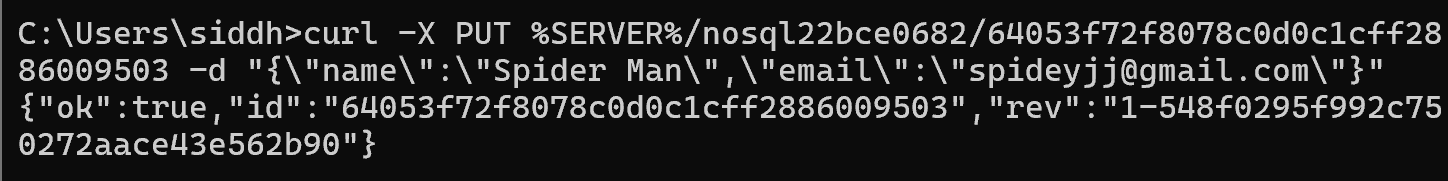 C:\Users\siddh>curl -X PUT %SERVER%/nosql22bce0682/64053f72f8078c0d0c1cff28
86009503 -d "{\"name\":\"Spider Man\",\"email\":\"spideyjj@gmail.com\"}"
{"ok":true,"id":"64053f72f8078c0d0c1cff2886009503","rev":"1-548f0295f992c75
0272aace43e562b90"}